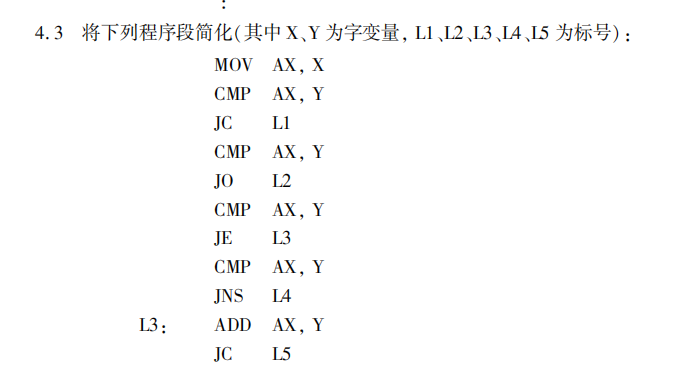 :
4.3 将下列程序段简化(其中 X、Y 为字变量, L1、L2、L3、L4、L5 为标号):
MOV AX, X
CMP AX, Y
JC L1
CMP AX, Y
JO L2
CMP AX, Y
JE L3
CMP AX, Y
JNS L4
L3: ADD AX, Y
JC L5